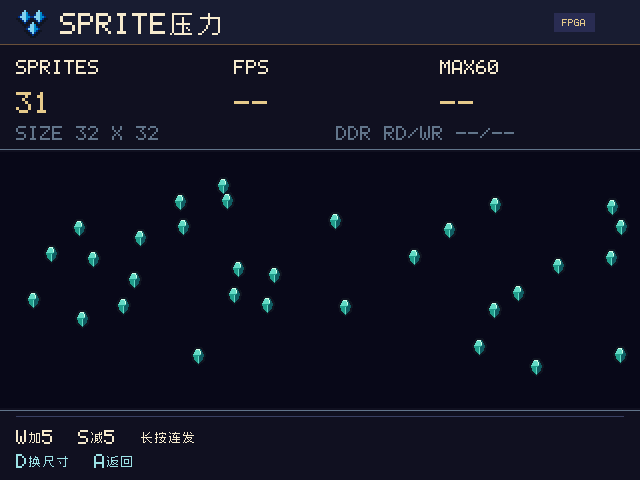 SPRITE压力 FPGA
SPRITES FPS MAX60
31 -- --
SIZE 32 X 32 DDR RD/WR --/--
W加5 S减5 长按连发
D换尺寸 A返回